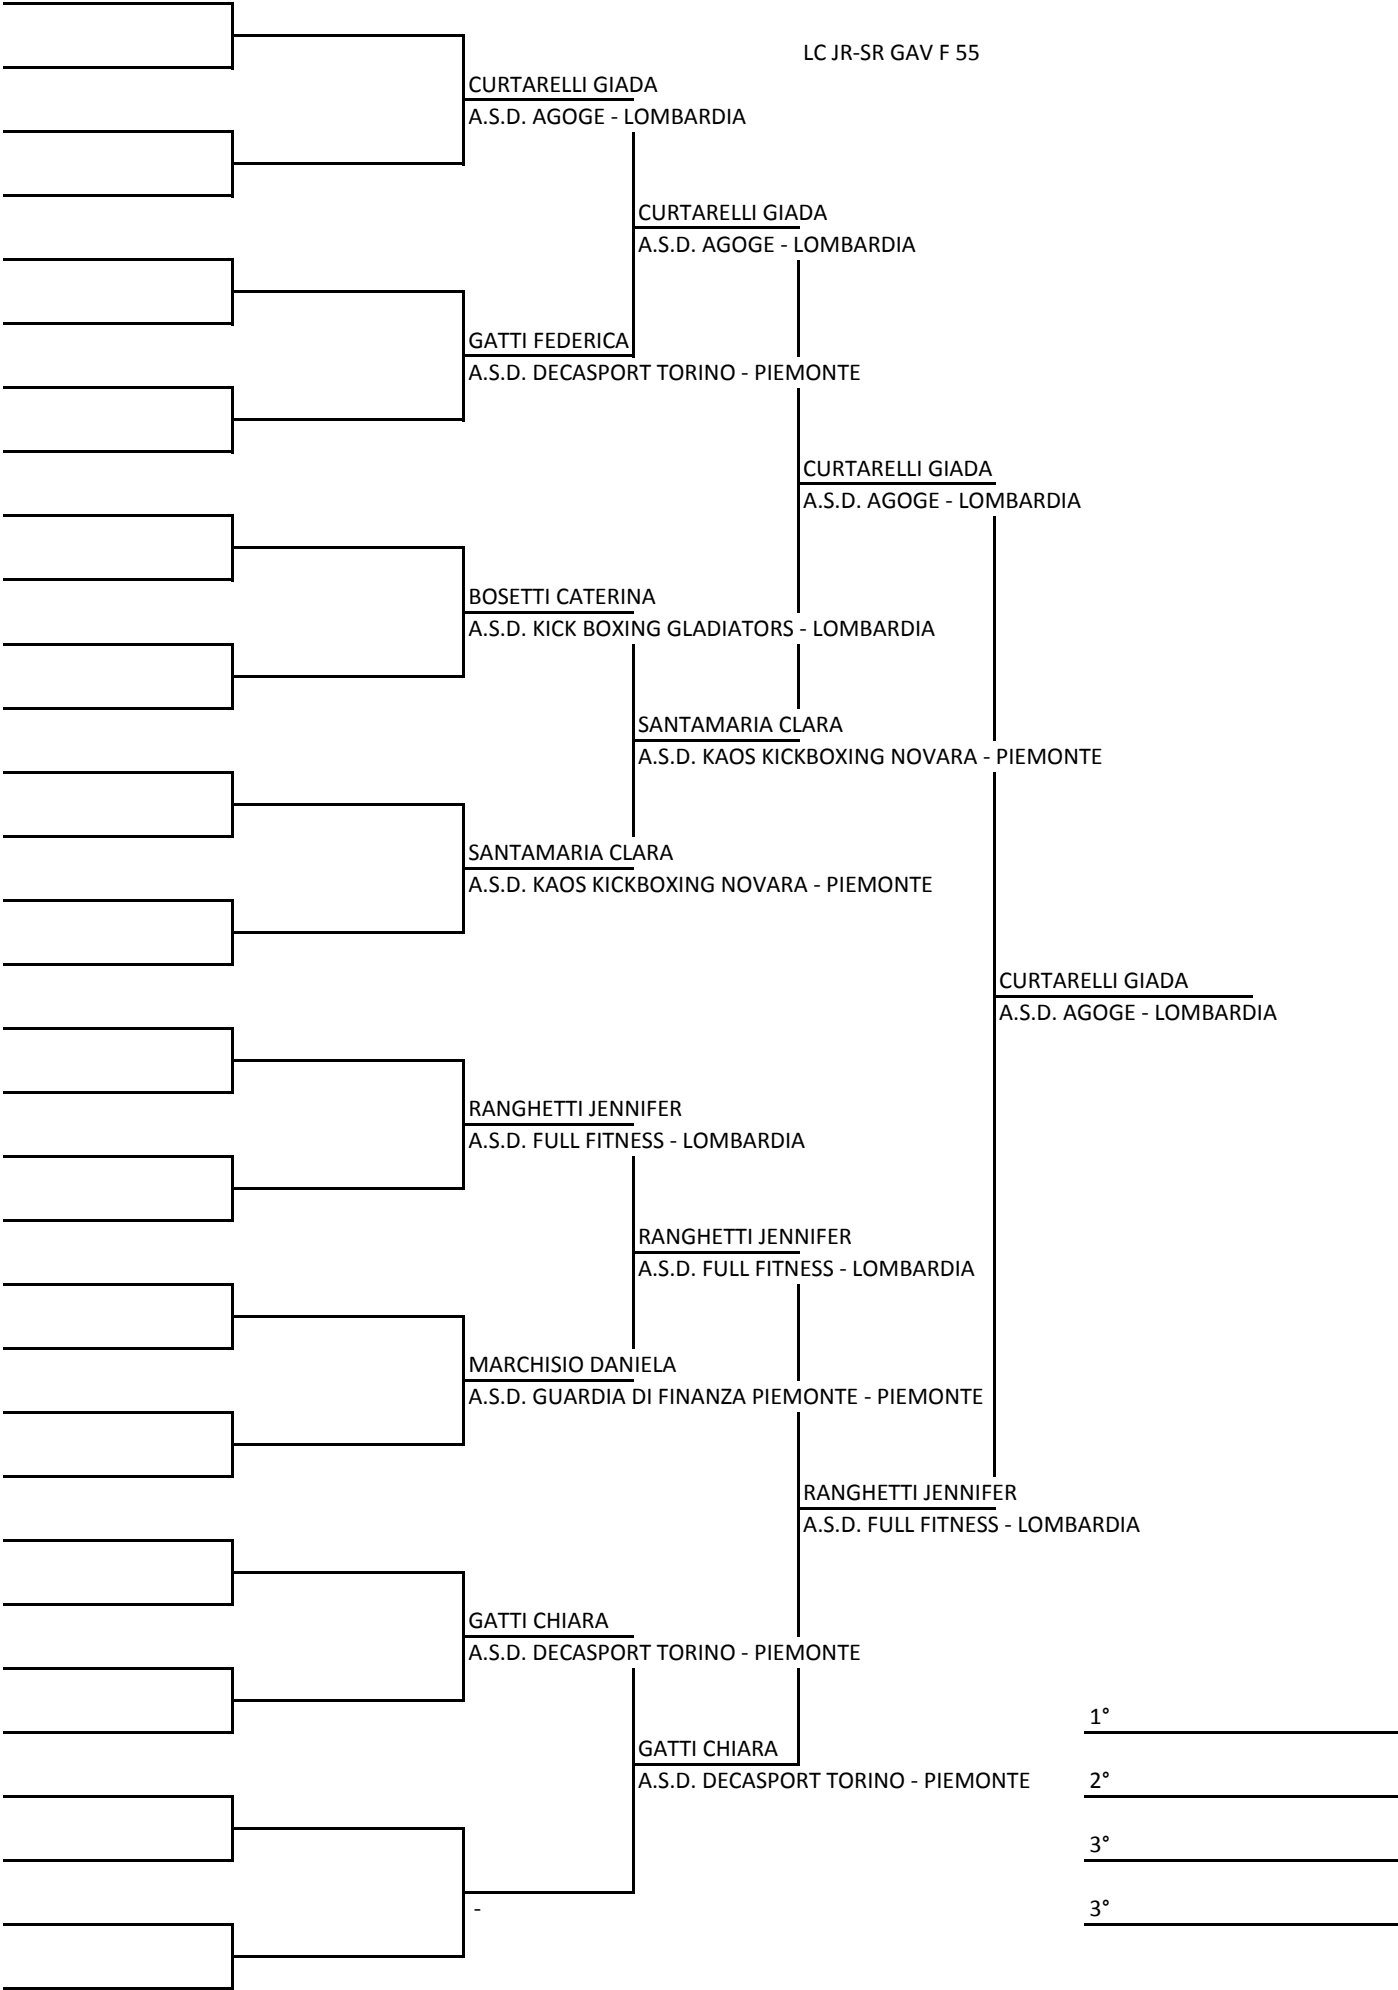 LC JR-SR GAV F 55
CURTARELLI GIADA
A.S.D. AGOGE - LOMBARDIA
CURTARELLI GIADA
A.S.D. AGOGE - LOMBARDIA
GATTI FEDERICA
A.S.D. DECASPORT TORINO - PIEMONTE
CURTARELLI GIADA
A.S.D. AGOGE - LOMBARDIA
BOSETTI CATERINA
A.S.D. KICK BOXING GLADIATORS - LOMBARDIA
SANTAMARIA CLARA
A.S.D. KAOS KICKBOXING NOVARA - PIEMONTE
SANTAMARIA CLARA
A.S.D. KAOS KICKBOXING NOVARA - PIEMONTE
CURTARELLI GIADA
A.S.D. AGOGE - LOMBARDIA
RANGHETTI JENNIFER
A.S.D. FULL FITNESS - LOMBARDIA
RANGHETTI JENNIFER
A.S.D. FULL FITNESS - LOMBARDIA
MARCHISIO DANIELA
A.S.D. GUARDIA DI FINANZA PIEMONTE - PIEMONTE
RANGHETTI JENNIFER
A.S.D. FULL FITNESS - LOMBARDIA
GATTI CHIARA
A.S.D. DECASPORT TORINO - PIEMONTE
1°
GATTI CHIARA
A.S.D. DECASPORT TORINO - PIEMONTE
2°
3°
-
3°